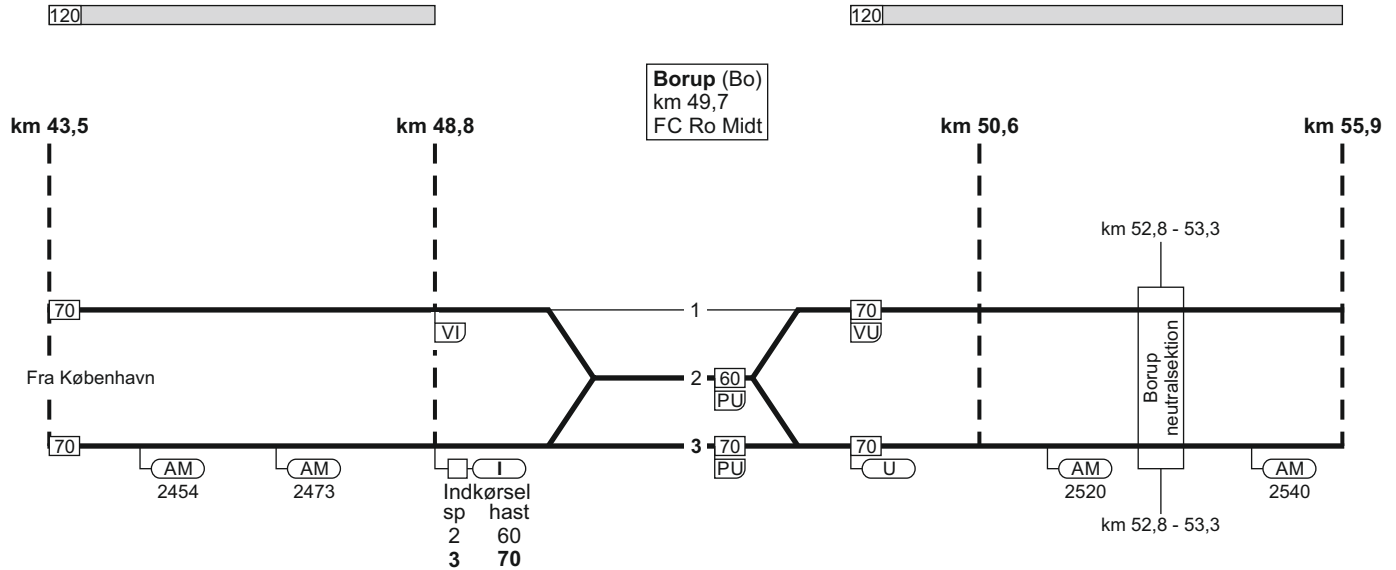 120
120
Borup (Bo)
km 49,7
FC Ro Midt
km 43,5
km 48,8
km 50,6
km 55,9
km 52,8 - 53,3
70
1
70
VI
VU
Fra København
2
60
PU
Borup
neutralsektion
70
3
70
70
PU
AM
AM
I
U
AM
AM
2454
2473
2520
2540
Indkørsel
sp hast
2 60
3 70
km 52,8 - 53,3